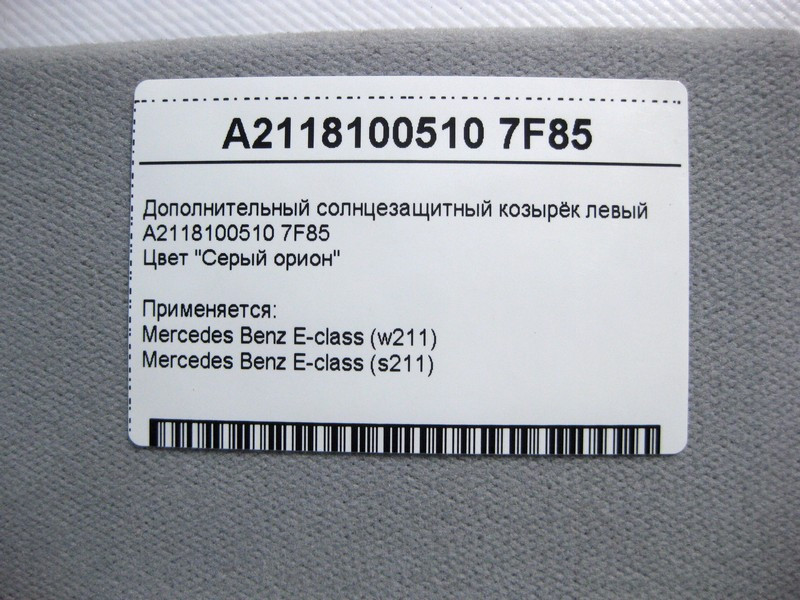 A2118100510 7F85
Дополнительный солнцезащитный козырёк левый
A2118100510 7F85
Цвет "Серый орион"
Применяется:
Mercedes Benz E-class (w211)
Mercedes Benz E-class (s211)